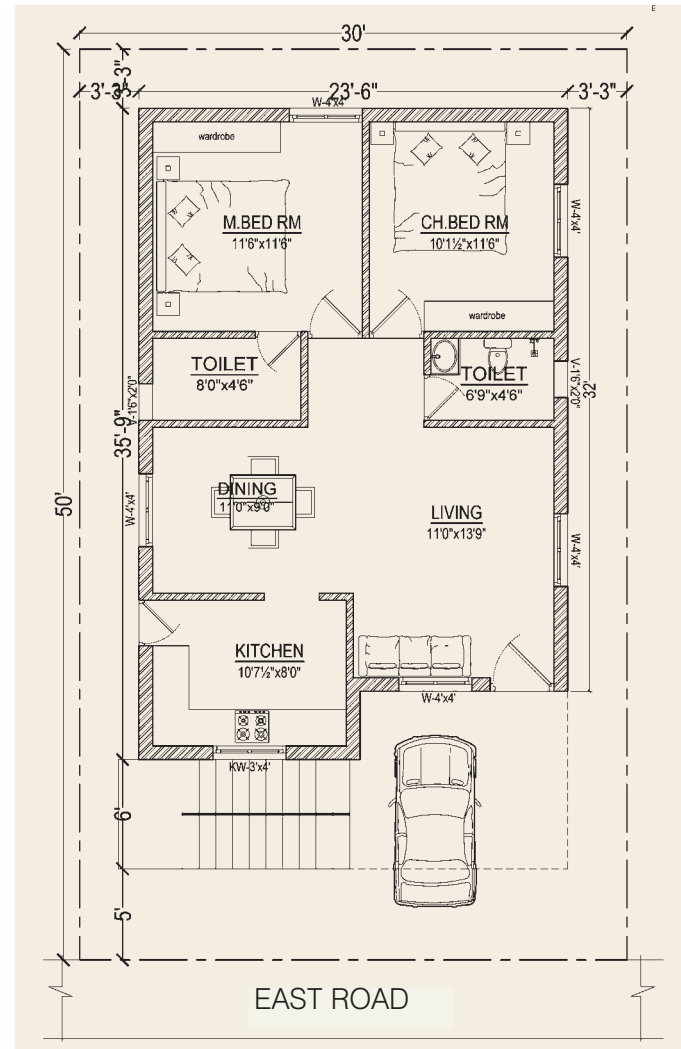 E
30'
3'-3"
3'-3"
23'-6"
3'-3"
W-4'x4'
wardrobe
M.BED RM
11'6"x11'6"
CH.BED RM
10'1½"x11'6"
W-4'x4'
wardrobe
TOILET
8'0"x4'6"
TOILET
6'9"x4'6"
V-1'6"x2'0"
V-1'6"x2'0"
32'
35'-9"
50'
W-4'x4'
DINING
11'0"x9'0"
LIVING
11'0"x13'9"
W-4'x4'
KITCHEN
10'7½"x8'0"
W-4'x4'
KW-3'x4'
6'
5'
EAST ROAD